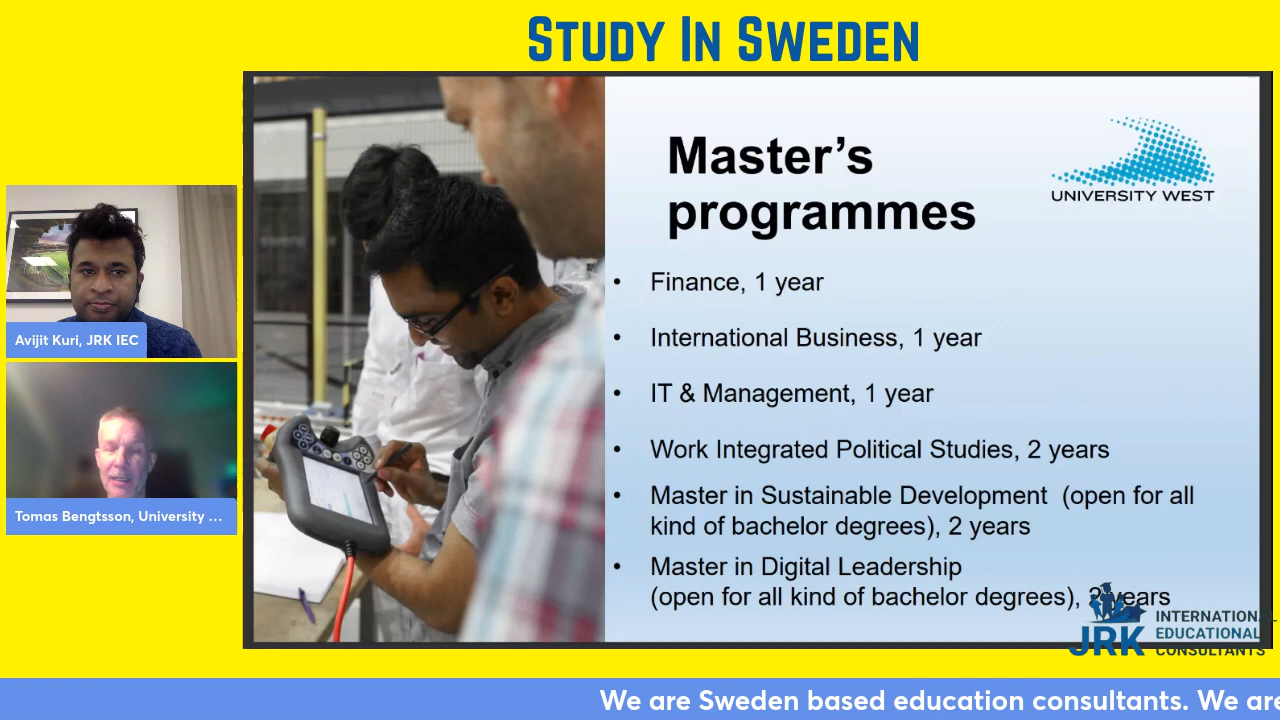 STUDY IN SWEDEN
Master's
programmes
UNIVERSITY WEST
• Finance, 1 year
• International Business, 1 year
• IT & Management, 1 year
• Work Integrated Political Studies, 2 years
• Master in Sustainable Development (open for all
kind of bachelor degrees), 2 years
• Master in Digital Leadership
(open for all kind of bachelor degrees), 2 years
Avijit Kuri, JRK IEC
Tomas Bengtsson, University ...
JRK
INTERNATIONAL
EDUCATIONAL
CONSULTANTS
We are Sweden based education consultants. We are